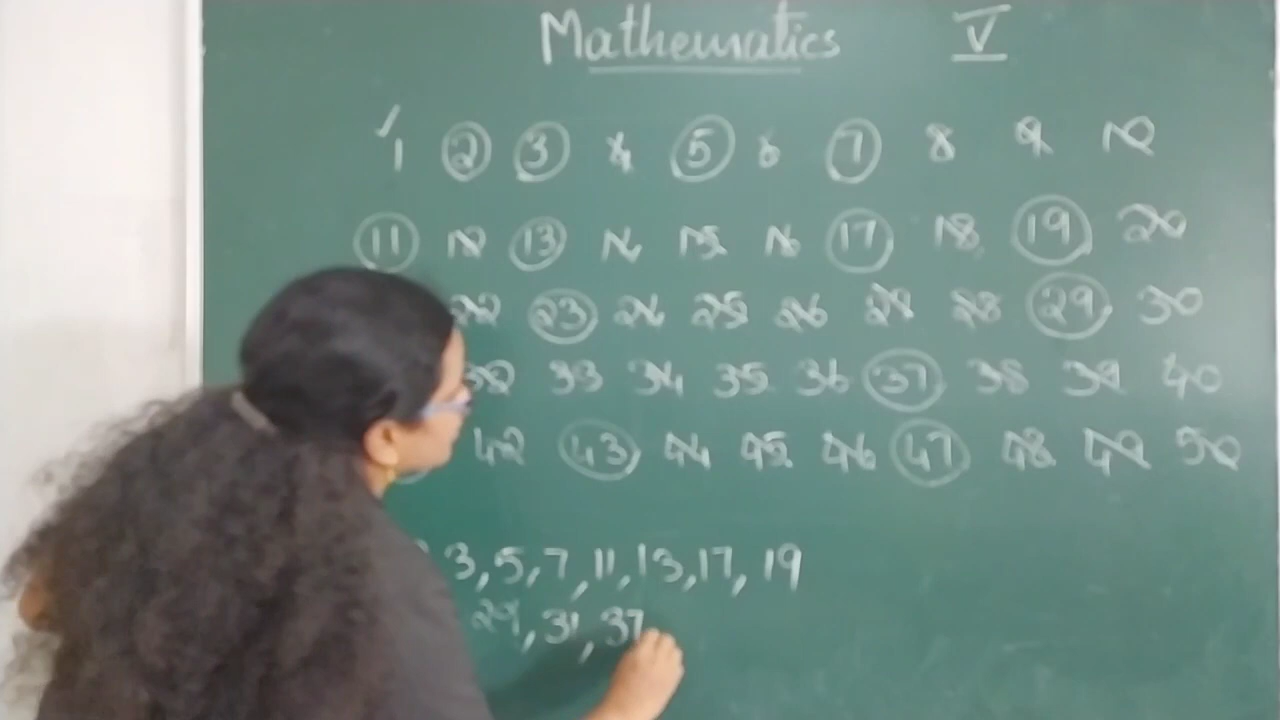 Mathematics V
1 2 3 4 5 6 7 8 9 10
11 12 13 14 15 16 17 18 19 20
22 23 24 25 26 27 28 29 30
32 33 34 35 36 37 38 39 40
42 43 44 45 46 47 48 49 50
3, 5, 7, 11, 13, 17, 19
29, 31, 37